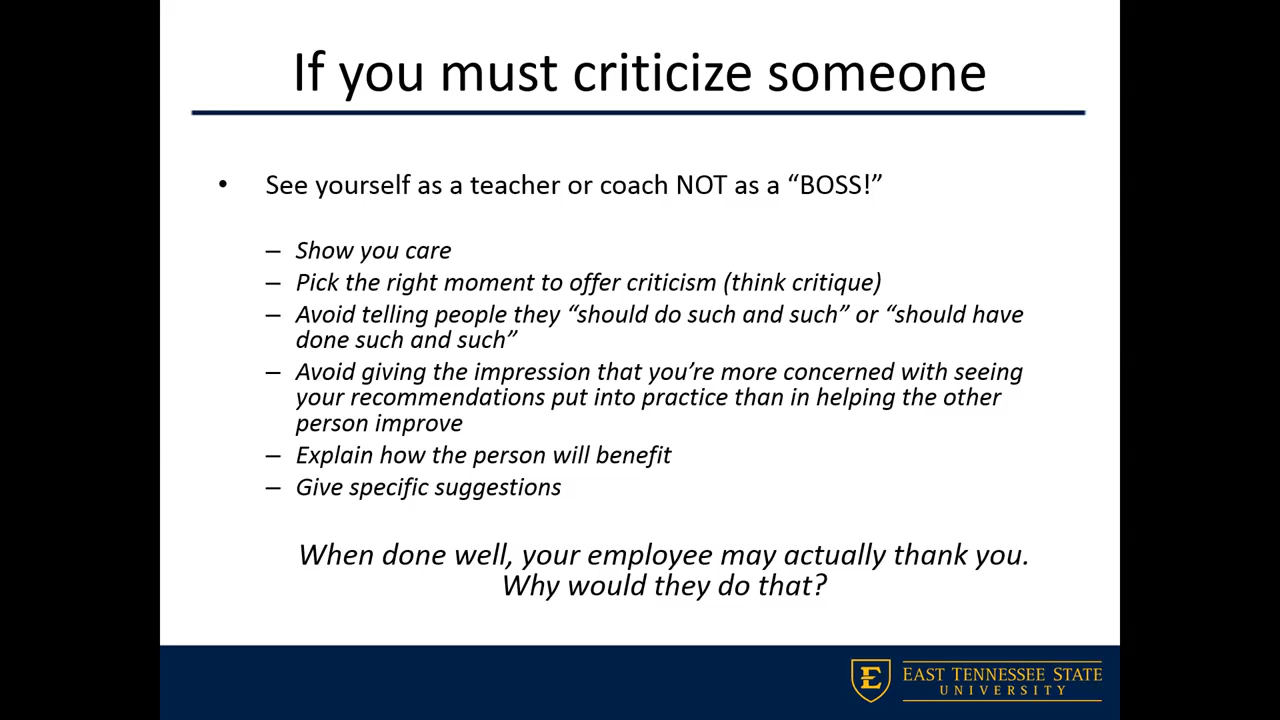 If you must criticize someone
• See yourself as a teacher or coach NOT as a “BOSS!”
– Show you care
– Pick the right moment to offer criticism (think critique)
– Avoid telling people they “should do such and such” or “should have
done such and such”
– Avoid giving the impression that you’re more concerned with seeing
your recommendations put into practice than in helping the other
person improve
– Explain how the person will benefit
– Give specific suggestions
When done well, your employee may actually thank you.
Why would they do that?
E
EAST TENNESSEE STATE
UNIVERSITY